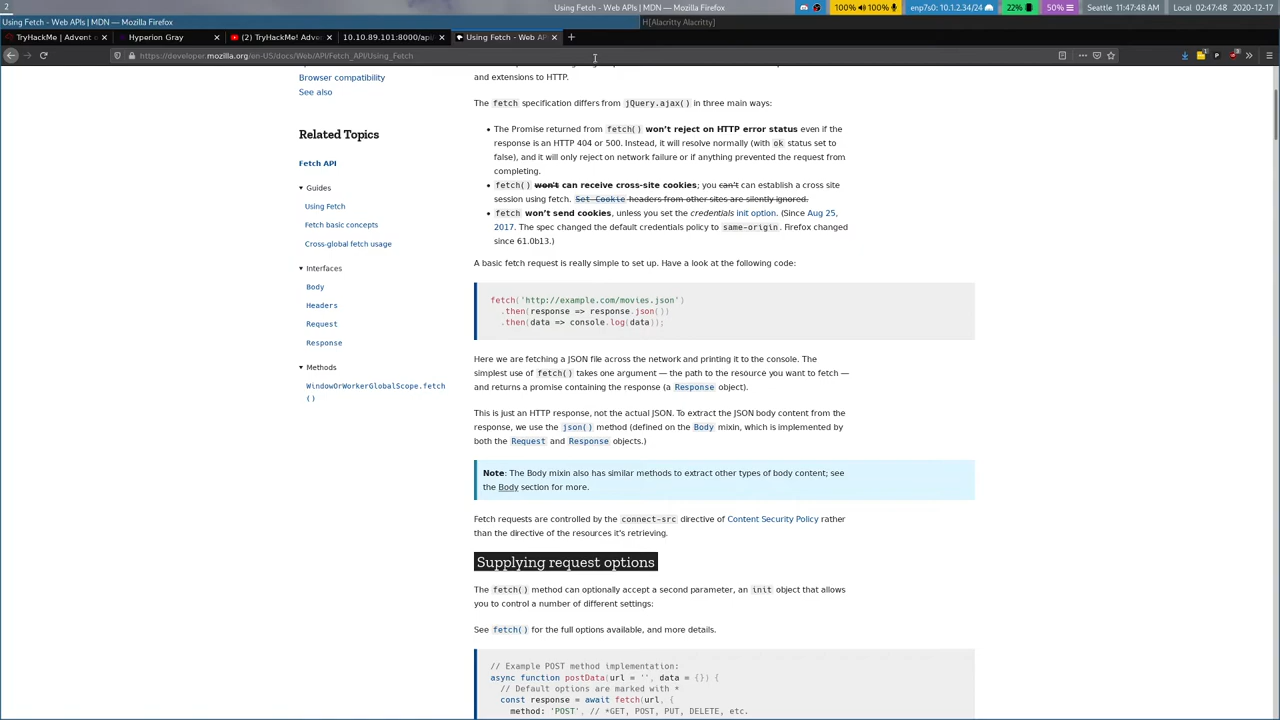 2
Using Fetch - Web APIs | MDN — Mozilla Firefox
100% 100%
enp7s0: 10.1.2.34/24
22%
50%
Seattle 11:47:48 AM
Local 02:47:48
2020-12-17
Using Fetch - Web APIs | MDN — Mozilla Firefox
H[Alacritty Alacritty]
TryHackMe | Advent o
Hyperion Gray
(2) TryHackMe! Adve
10.10.89.101:8000/api/
Using Fetch - Web AP
https://developer.mozilla.org/en-US/docs/Web/API/Fetch_API/Using_Fetch
Browser compatibility
See also
Related Topics
Fetch API
Guides
Using Fetch
Fetch basic concepts
Cross-global fetch usage
Interfaces
Body
Headers
Request
Response
Methods
WindowOrWorkerGlobalScope.fetch
()
and extensions to HTTP.
The fetch specification differs from jQuery.ajax() in three main ways:
• The Promise returned from fetch() won't reject on HTTP error status even if the
response is an HTTP 404 or 500. Instead, it will resolve normally (with ok status set to
false), and it will only reject on network failure or if anything prevented the request from
completing.
• fetch() won't can receive cross-site cookies; you can't can establish a cross site
session using fetch. Set-Cookie headers from other sites are silently ignored.
• fetch won't send cookies, unless you set the credentials init option. (Since Aug 25,
2017. The spec changed the default credentials policy to same-origin. Firefox changed
since 61.0b13.)
A basic fetch request is really simple to set up. Have a look at the following code:
fetch('http://example.com/movies.json')
.then(response => response.json())
.then(data => console.log(data));
Here we are fetching a JSON file across the network and printing it to the console. The
simplest use of fetch() takes one argument — the path to the resource you want to fetch —
and returns a promise containing the response (a Response object).
This is just an HTTP response, not the actual JSON. To extract the JSON body content from the
response, we use the json() method (defined on the Body mixin, which is implemented by
both the Request and Response objects.)
Note: The Body mixin also has similar methods to extract other types of body content; see
the Body section for more.
Fetch requests are controlled by the connect-src directive of Content Security Policy rather
than the directive of the resources it's retrieving.
Supplying request options
The fetch() method can optionally accept a second parameter, an init object that allows
you to control a number of different settings:
See fetch() for the full options available, and more details.
// Example POST method implementation:
async function postData(url = '', data = {}) {
// Default options are marked with *
const response = await fetch(url, {
method: 'POST', // *GET, POST, PUT, DELETE, etc.